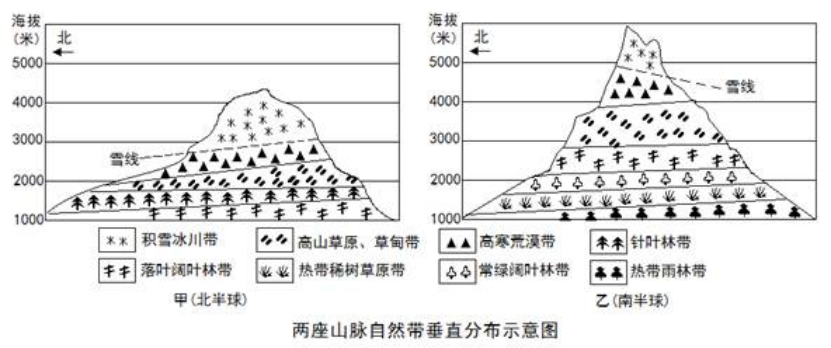 海拔
(米)
北
5000
4000
3000
2000
1000
雪线
海拔
(米)
北
5000
4000
3000
2000
1000
雪线
积雪冰川带 高山草原、草甸带 高寒荒漠带 针叶林带
落叶阔叶林带 热带稀树草原带 常绿阔叶林带 热带雨林带
甲(北半球) 乙(南半球)
两座山脉自然带垂直分布示意图